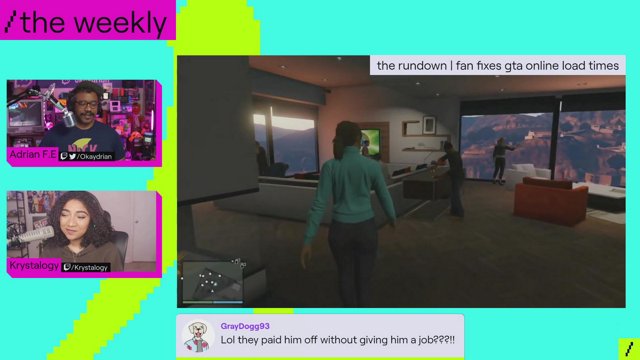 /the weekly
the rundown | fan fixes gta online load times
Adrian F.E
/Okaydrian
Krystalogy
/Krystalogy
GrayDogg93
Lol they paid him off without giving him a job???!!